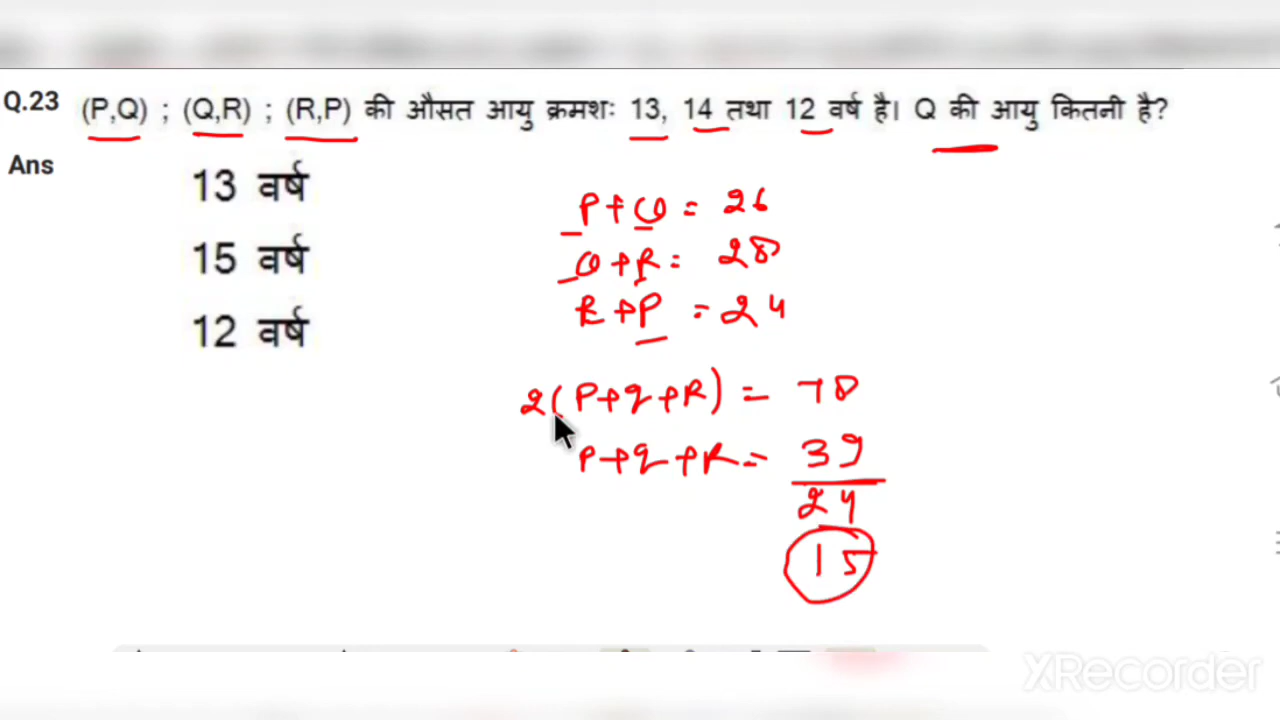 Q.23 (P,Q) ; (Q,R) ; (R,P) की औसत आयु क्रमशः 13, 14 तथा 12 वर्ष है। Q की आयु कितनी है?
Ans
13 वर्ष
15 वर्ष
12 वर्ष
P+Q = 26
Q+R = 28
R+P = 24
2(P+q+R) = 78
P+q+R = 39
24
15
XRecorder